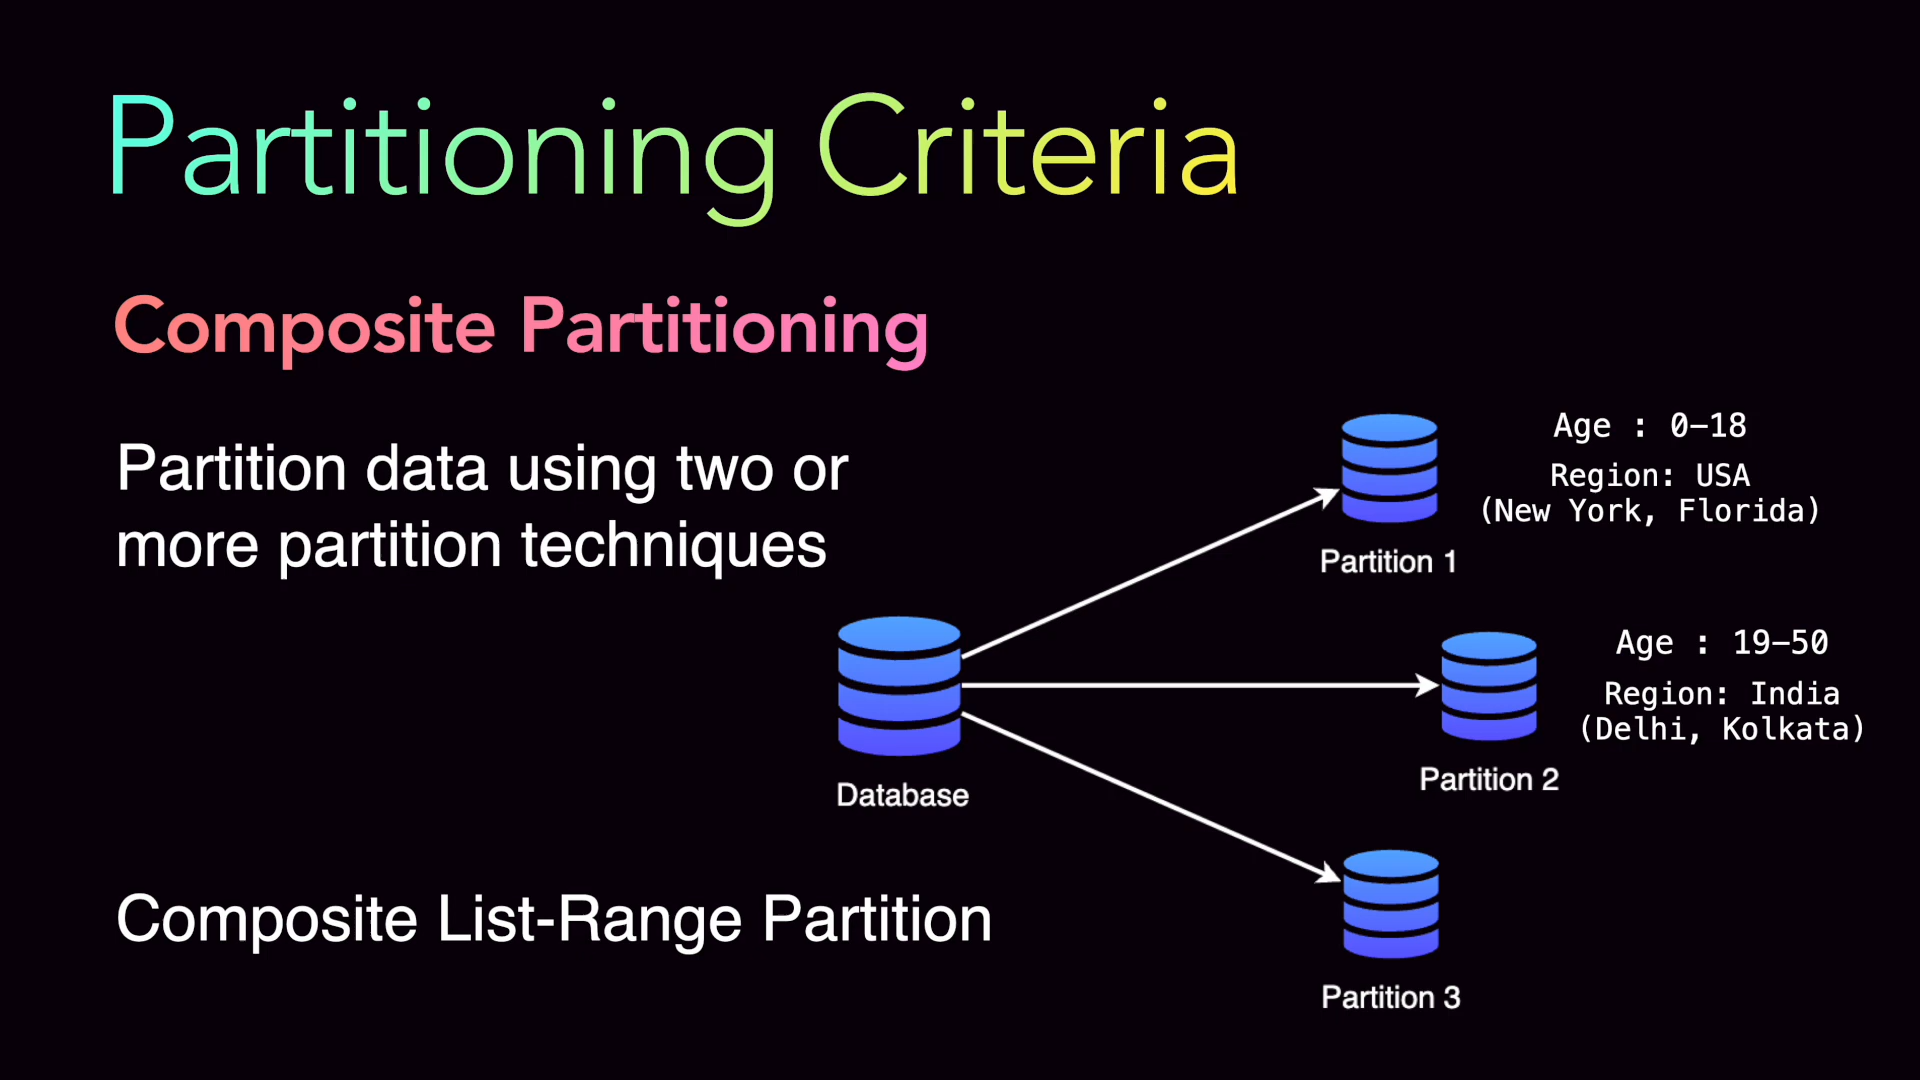 Partitioning Criteria
Composite Partitioning
Partition data using two or
more partition techniques
Age : 0-18
Region: USA
(New York, Florida)
Partition 1
Age : 19-50
Region: India
(Delhi, Kolkata)
Partition 2
Database
Composite List-Range Partition
Partition 3